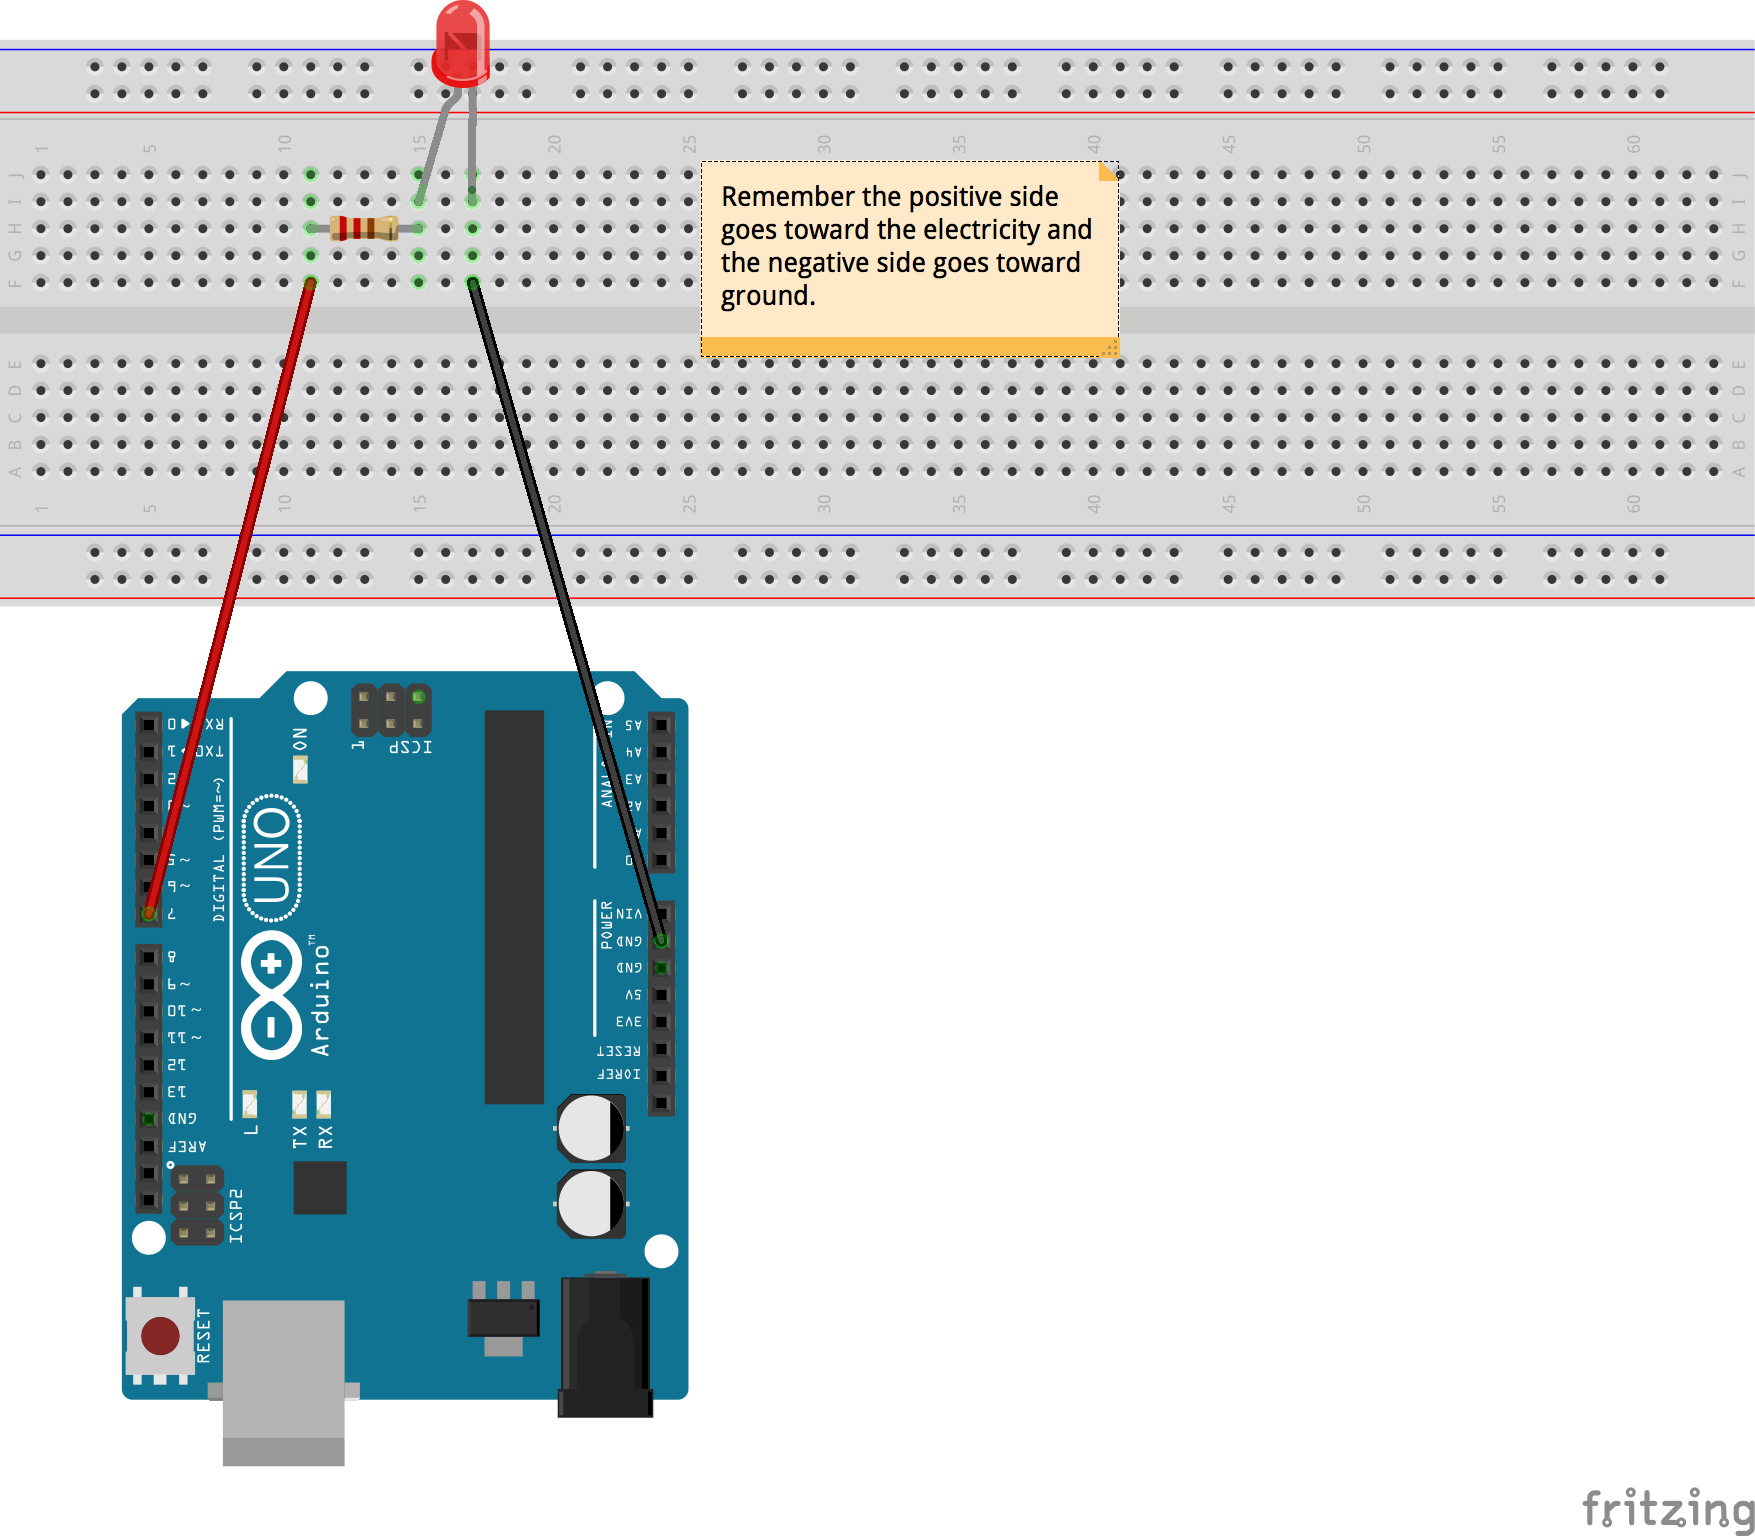 1 5 10 15 20 25 30 35 40 45 50 55 60
J J
I I
H H
G G
F F
Remember the positive side
goes toward the electricity and
the negative side goes toward
ground.
E E
D D
C C
B B
A A
1 5 10 15 20 25 30 35 40 45 50 55 60
RX
0
TX
1
2
~
5 ~
6 ~
7
8
9 ~
10 ~
11 ~
12
13
GND
AREF
DIGITAL (PWM=~)
ON
1
ICSP
UNO
Arduino™
A5
A4
A3
A2
A
0
POWER
VIN
GND
GND
5V
3V3
RESET
IOREF
L
TX
RX
ICSP2
RESET
fritzing